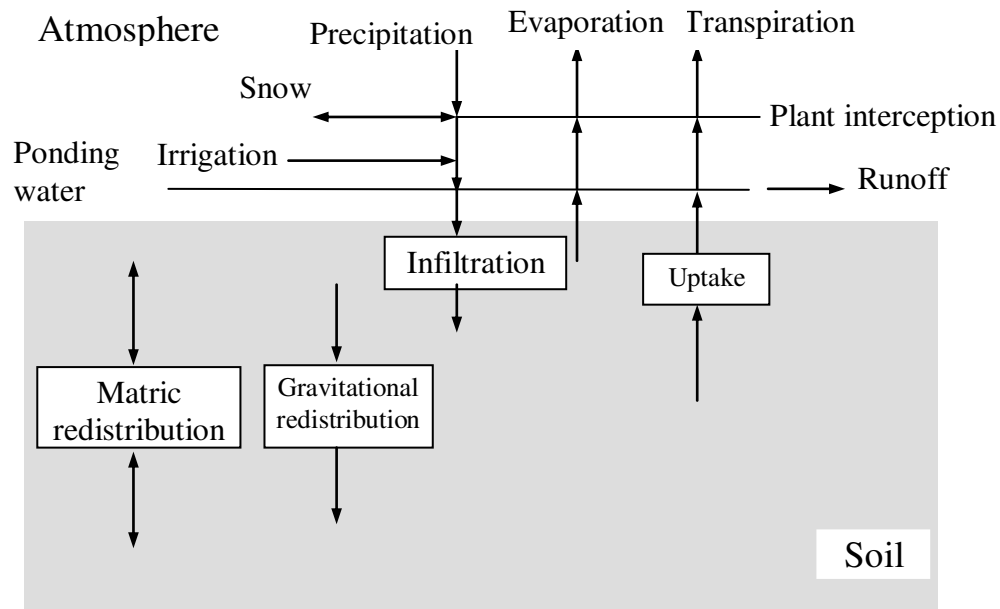 Atmosphere
Precipitation
Evaporation
Transpiration
Snow
Plant interception
Ponding
water
Irrigation
Runoff
Infiltration
Uptake
Matric
redistribution
Gravitational
redistribution
Soil